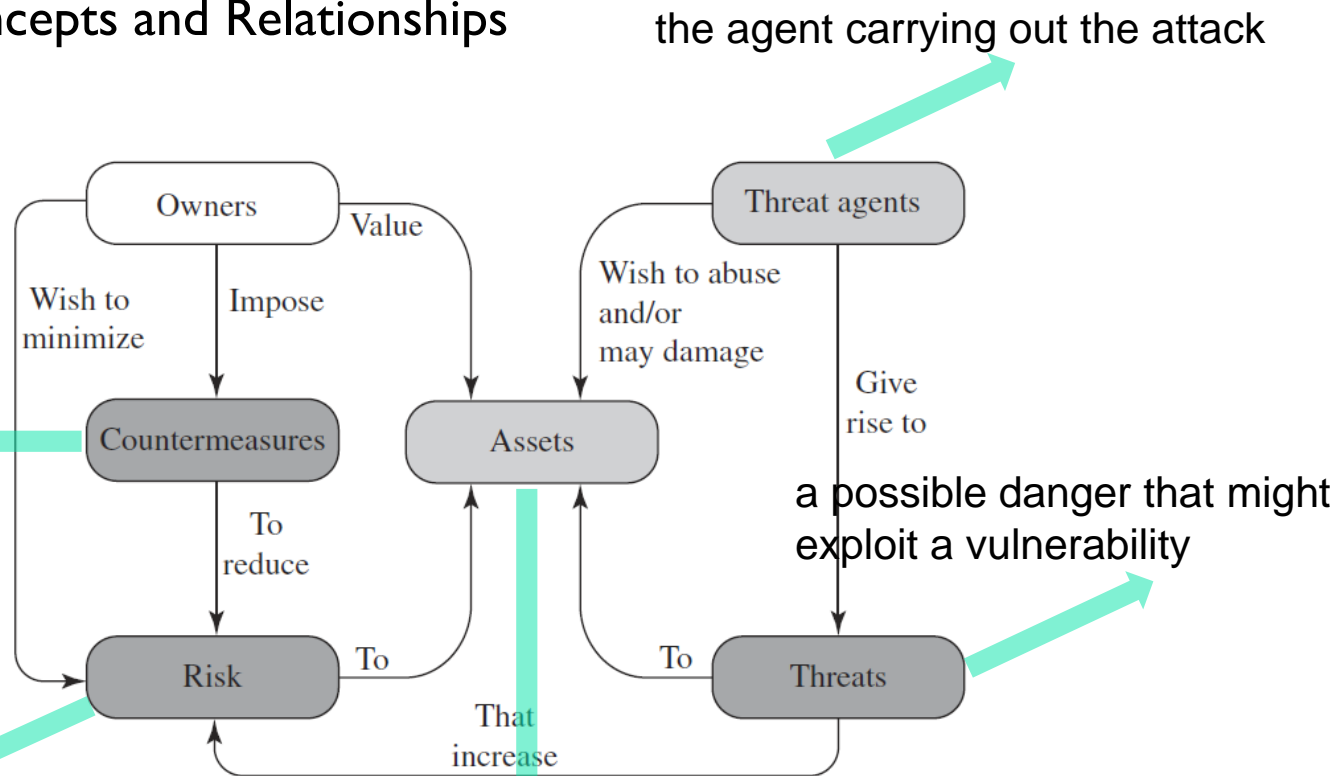 ncepts and Relationships
the agent carrying out the attack
Owners
Value
Threat agents
Wish to
minimize
Impose
Wish to abuse
and/or
may damage
Give
rise to
Countermeasures
Assets
a possible danger that might
exploit a vulnerability
To
reduce
Risk
To
To
Threats
That
increase